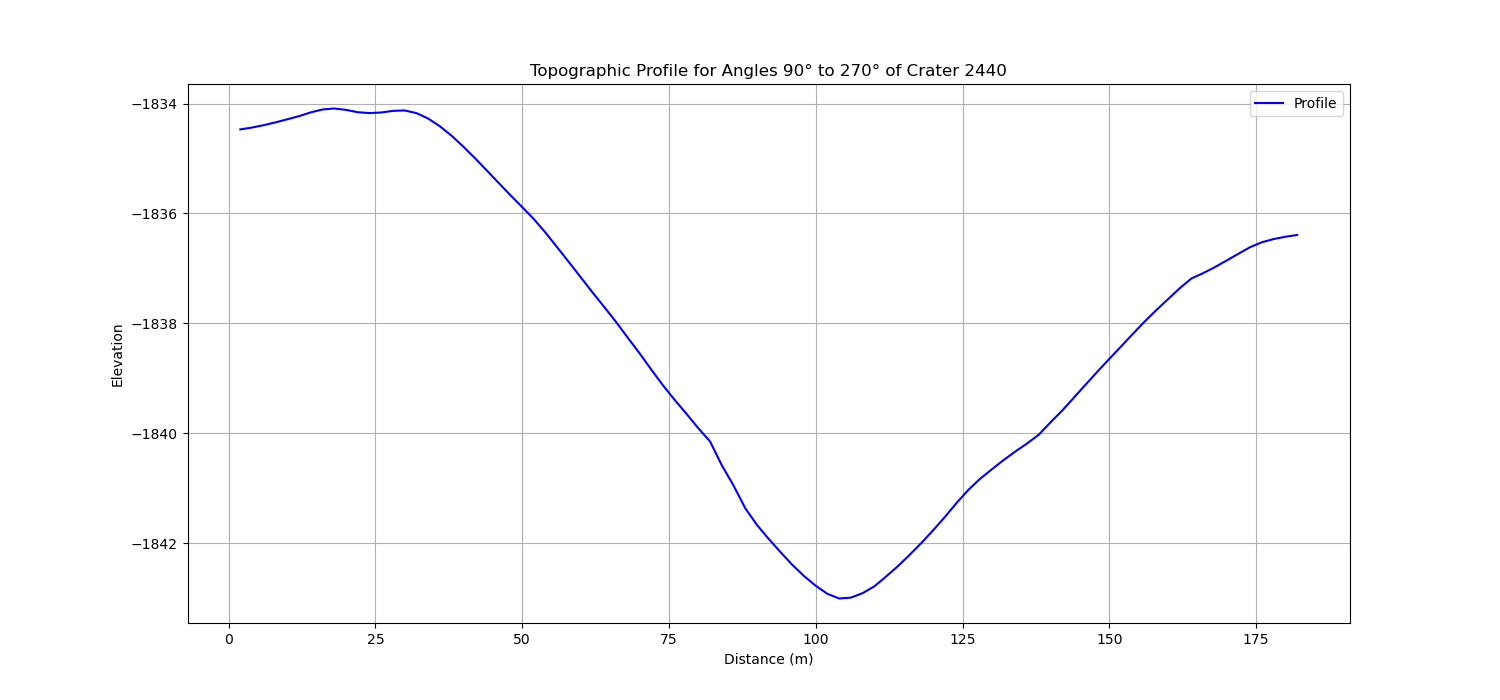 Topographic Profile for Angles 90° to 270° of Crater 2440
Profile
−1834
−1836
−1838
−1840
−1842
Elevation
0 25 50 75 100 125 150 175
Distance (m)